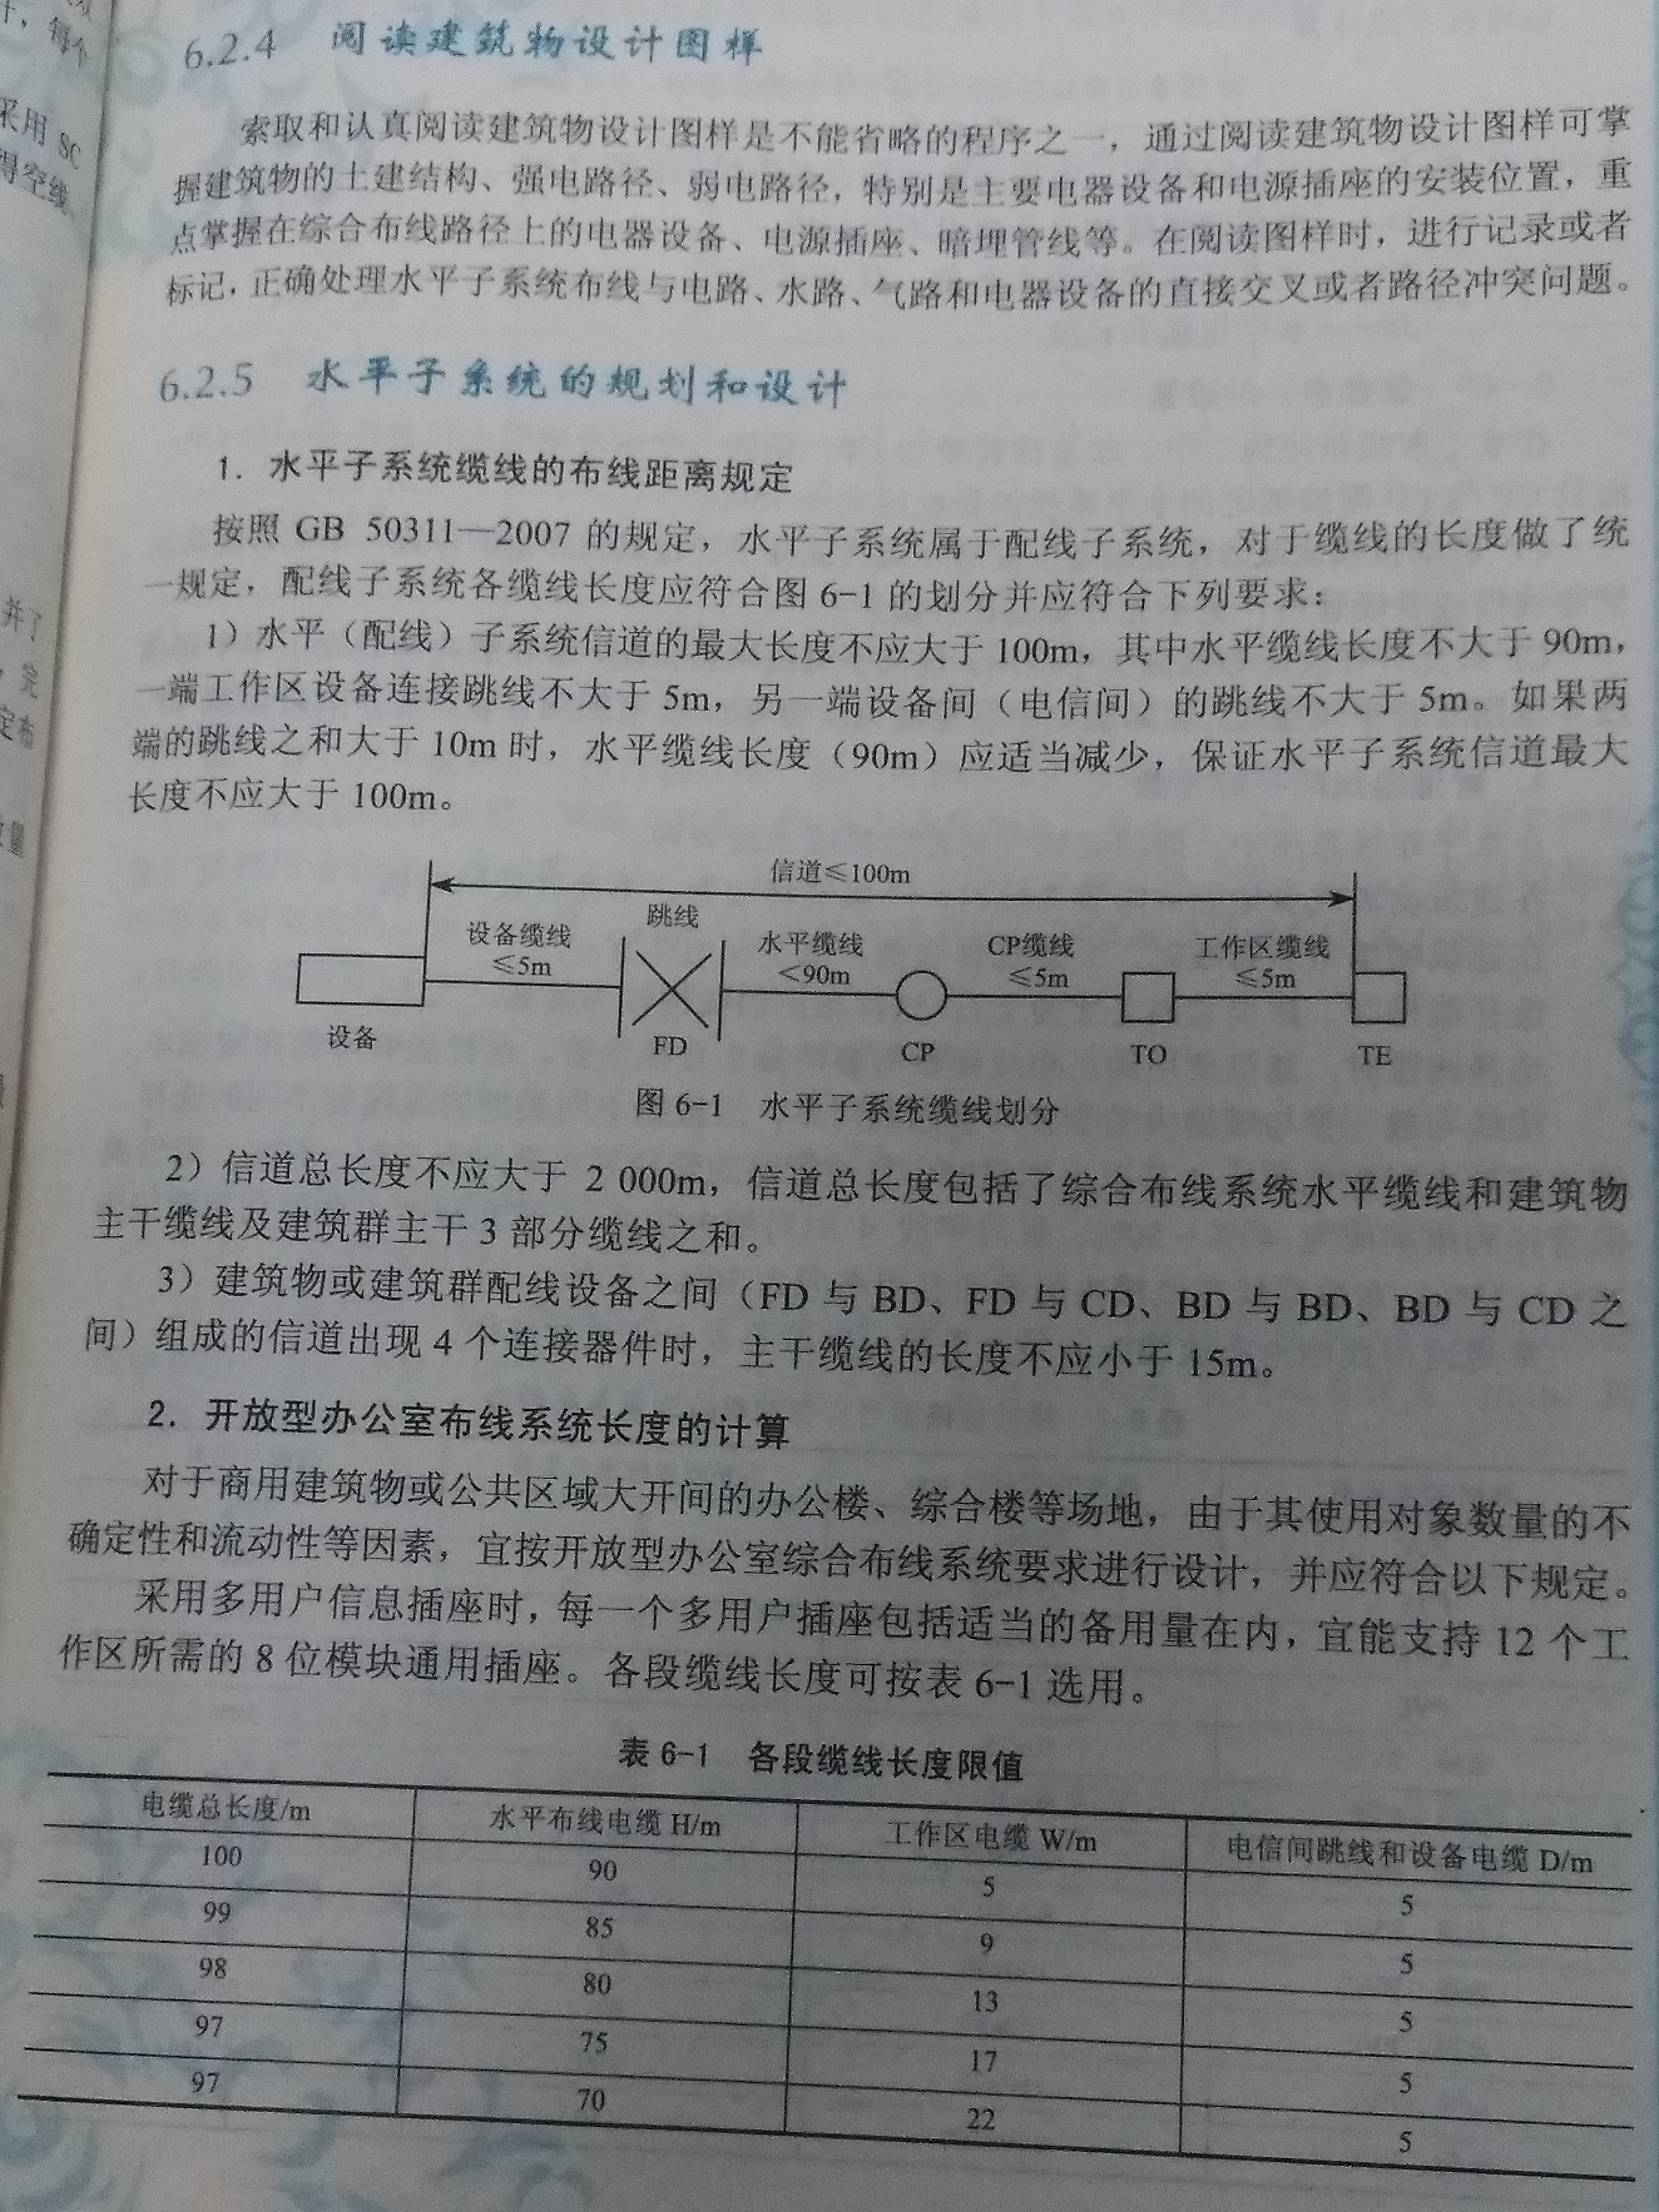 6.2.4 阅读建筑物设计图样
索取和认真阅读建筑物设计图样是不能省略的程序之一，通过阅读建筑物设计图样可掌
握建筑物的土建结构、强电路径、弱电路径，特别是主要电器设备和电源插座的安装位置，重
点掌握在综合布线路径上的电器设备、电源插座、暗埋管线等。在阅读图样时，进行记录或者
标记，正确处理水平子系统布线与电路、水路、气路和电器设备的直接交叉或者路径冲突问题。
6.2.5 水平子系统的规划和设计
1．水平子系统缆线的布线距离规定
按照 GB 50311—2007 的规定，水平子系统属于配线子系统，对于缆线的长度做了统
一规定，配线子系统各缆线长度应符合图 6-1 的划分并应符合下列要求：
1）水平（配线）子系统信道的最大长度不应大于 100m，其中水平缆线长度不大于 90m，
一端工作区设备连接跳线不大于 5m，另一端设备间（电信间）的跳线不大于 5m。如果两
端的跳线之和大于 10m 时，水平缆线长度（90m）应适当减少，保证水平子系统信道最大
长度不应大于 100m。
信道≤100m
设备缆线 跳线 水平缆线 CP缆线 工作区缆线
≤5m <90m ≤5m ≤5m
设备 FD CP TO TE
图 6-1 水平子系统缆线划分
2）信道总长度不应大于 2 000m，信道总长度包括了综合布线系统水平缆线和建筑物
主干缆线及建筑群主干 3 部分缆线之和。
3）建筑物或建筑群配线设备之间（FD 与 BD、FD 与 CD、BD 与 BD、BD 与 CD 之
间）组成的信道出现 4 个连接器件时，主干缆线的长度不应小于 15m。
2．开放型办公室布线系统长度的计算
对于商用建筑物或公共区域大开间的办公楼、综合楼等场地，由于其使用对象数量的不
确定性和流动性等因素，宜按开放型办公室综合布线系统要求进行设计，并应符合以下规定。
采用多用户信息插座时，每一个多用户插座包括适当的备用量在内，宜能支持 12 个工
作区所需的 8 位模块通用插座。各段缆线长度可按表 6-1 选用。
表 6-1 各段缆线长度限值
电缆总长度/m 水平布线电缆 H/m 工作区电缆 W/m 电信间跳线和设备电缆 D/m
100 90 5 5
99 85 9 5
98 80 13 5
97 75 17 5
97 70 22 5